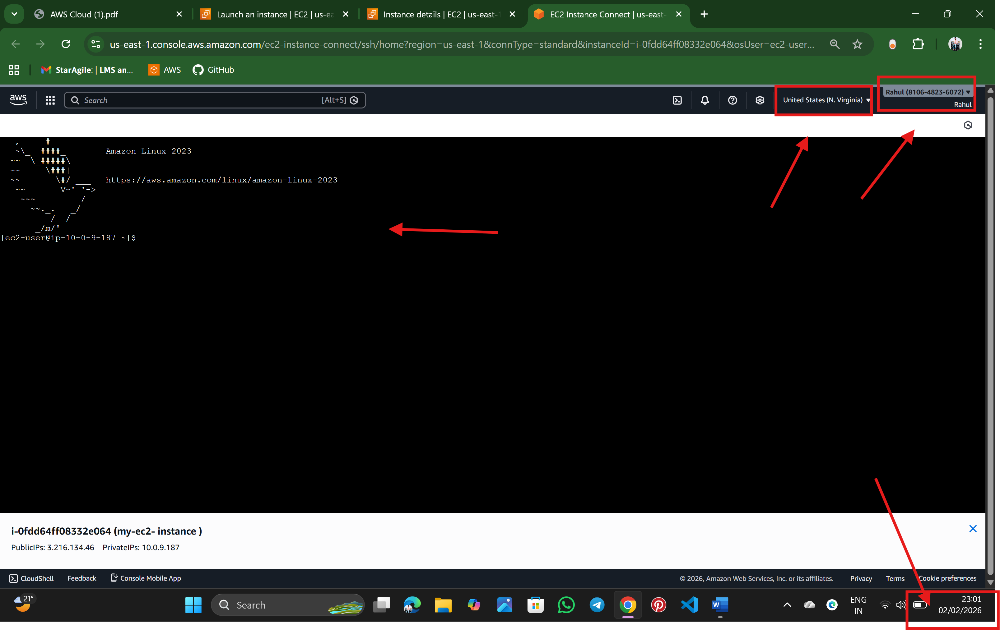 AWS Cloud (1).pdf
Launch an instance | EC2 | us-ea
Instance details | EC2 | us-east-1
EC2 Instance Connect | us-east-
us-east-1.console.aws.amazon.com/ec2-instance-connect/ssh/home?region=us-east-1&connType=standard&instanceId=i-0fdd64ff08332e064&osUser=ec2-user...
StarAgile: | LMS an...
AWS
GitHub
aws
Search
[Alt+S]
United States (N. Virginia)
Rahul (8106-4823-6072)
Rahul
   ,     #_
   ~\_  ####_        Amazon Linux 2023
  ~~  \_#####\
  ~~     \###|
  ~~       \#/ ___   https://aws.amazon.com/linux/amazon-linux-2023
   ~~       V~' '->
    ~~~         /
      ~~._.   _/
         _/ _/
       _/m/'
[ec2-user@ip-10-0-9-187 ~]$
i-0fdd64ff08332e064 (my-ec2- instance )
PublicIPs: 3.216.134.46 PrivateIPs: 10.0.9.187
CloudShell
Feedback
Console Mobile App
© 2026, Amazon Web Services, Inc. or its affiliates.
Privacy
Terms
Cookie preferences
21°
Search
ENG
IN
23:01
02/02/2026